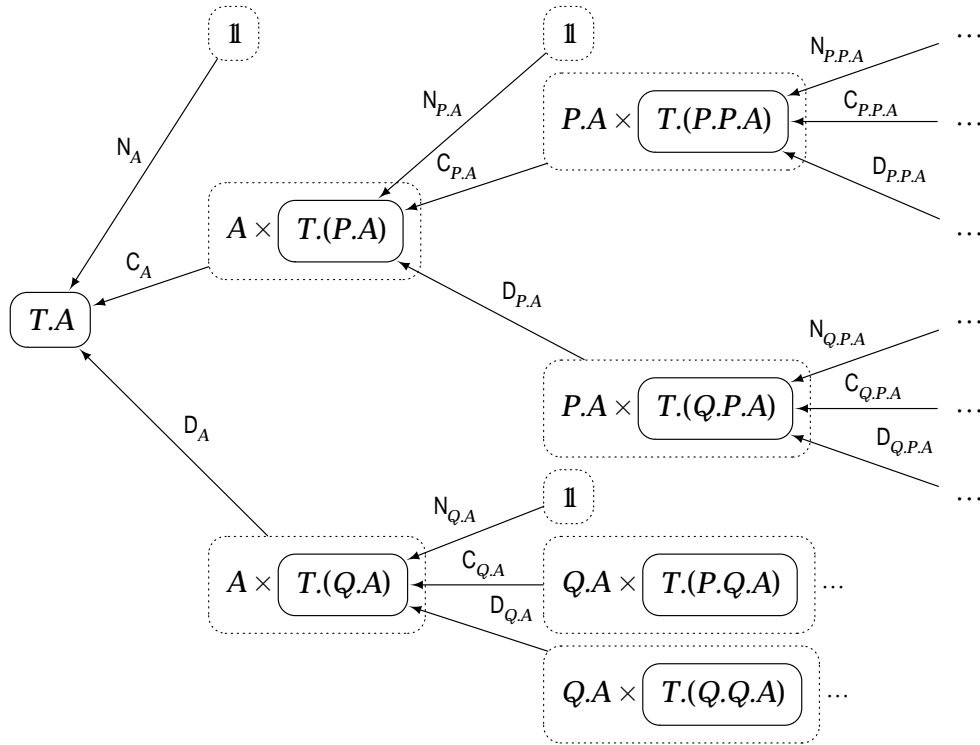 𝟙 𝟙 ...
N_{P.P.A}
N_{P.A} P.A × T.(P.P.A) C_{P.P.A} ...
N_A C_{P.A} D_{P.P.A}
A × T.(P.A) ...
C_A D_{P.A}
T.A N_{Q.P.A} ...
P.A × T.(Q.P.A) C_{Q.P.A} ...
D_A D_{Q.P.A}
N_{Q.A} 𝟙 ...
A × T.(Q.A) C_{Q.A} Q.A × T.(P.Q.A) ...
D_{Q.A}
Q.A × T.(Q.Q.A) ...